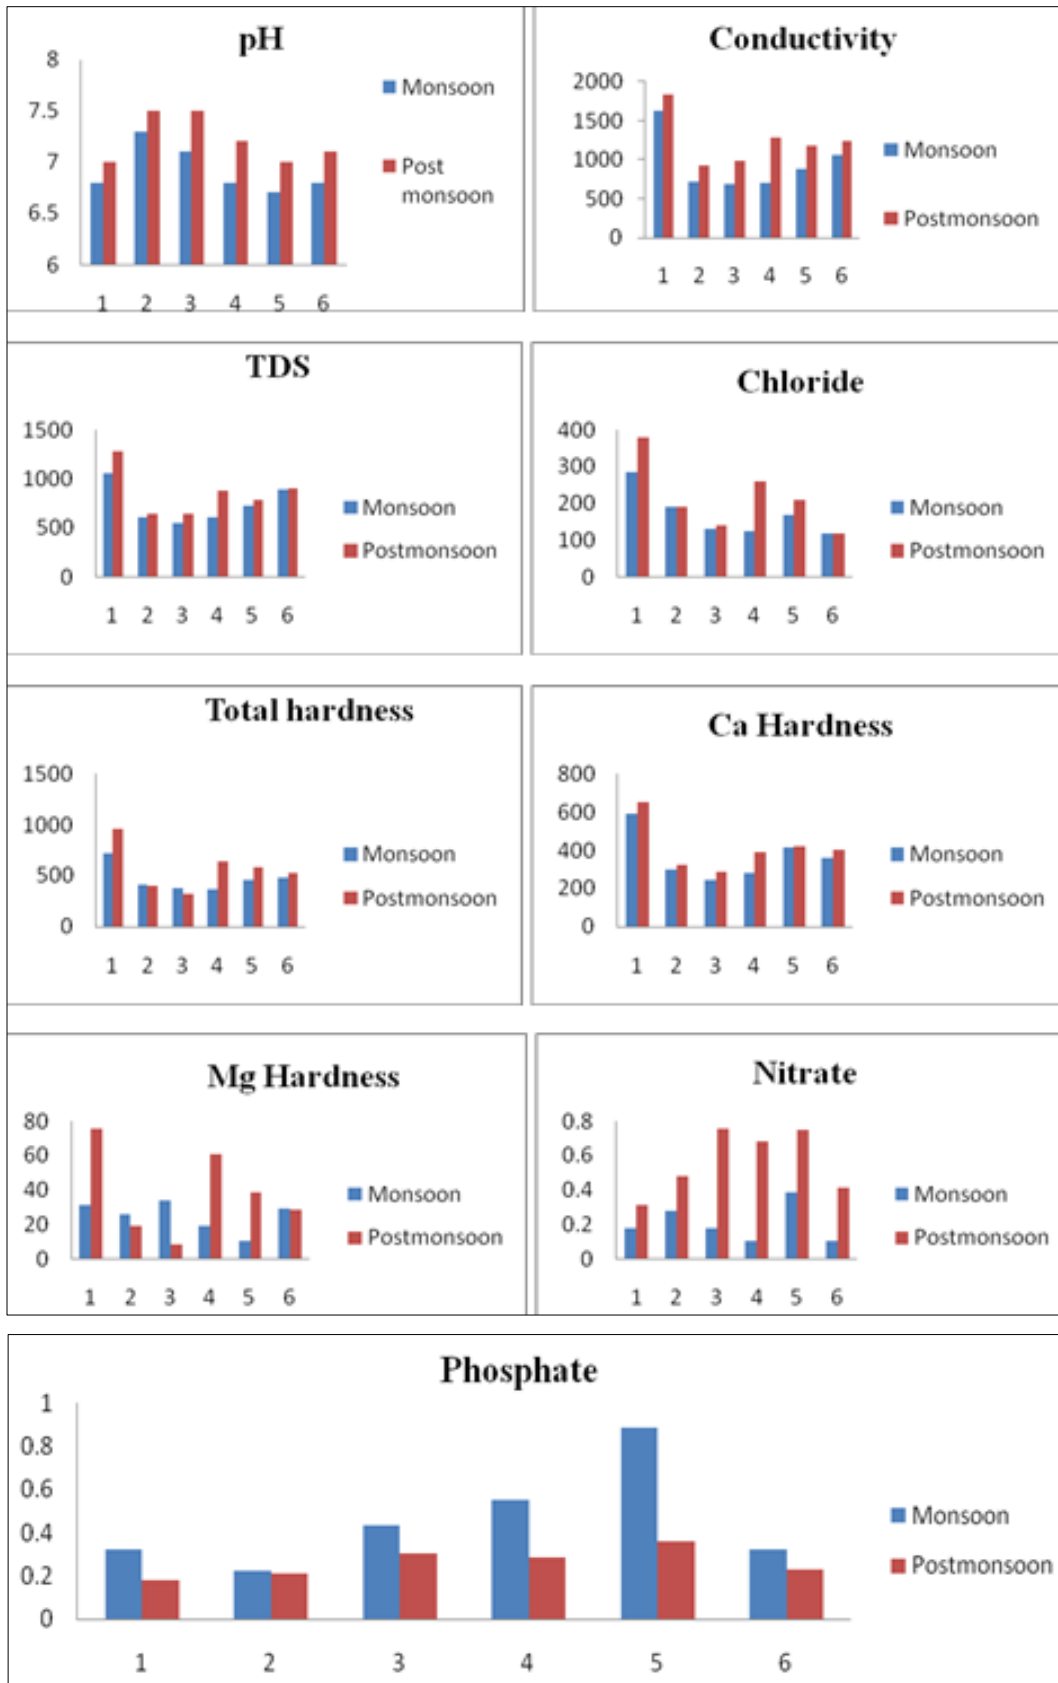 pH
8
7.5
7
6.5
6
1 2 3 4 5 6
Monsoon
Post
monsoon
Conductivity
2000
1500
1000
500
0
1 2 3 4 5 6
Monsoon
Postmonsoon
TDS
1500
1000
500
0
1 2 3 4 5 6
Monsoon
Postmonsoon
Chloride
400
300
200
100
0
1 2 3 4 5 6
Monsoon
Postmonsoon
Total hardness
1500
1000
500
0
1 2 3 4 5 6
Monsoon
Postmonsoon
Ca Hardness
800
600
400
200
0
1 2 3 4 5 6
Monsoon
Postmonsoon
Mg Hardness
80
60
40
20
0
1 2 3 4 5 6
Monsoon
Postmonsoon
Nitrate
0.8
0.6
0.4
0.2
0
1 2 3 4 5 6
Monsoon
Postmonsoon
Phosphate
1
0.8
0.6
0.4
0.2
0
1 2 3 4 5 6
Monsoon
Postmonsoon